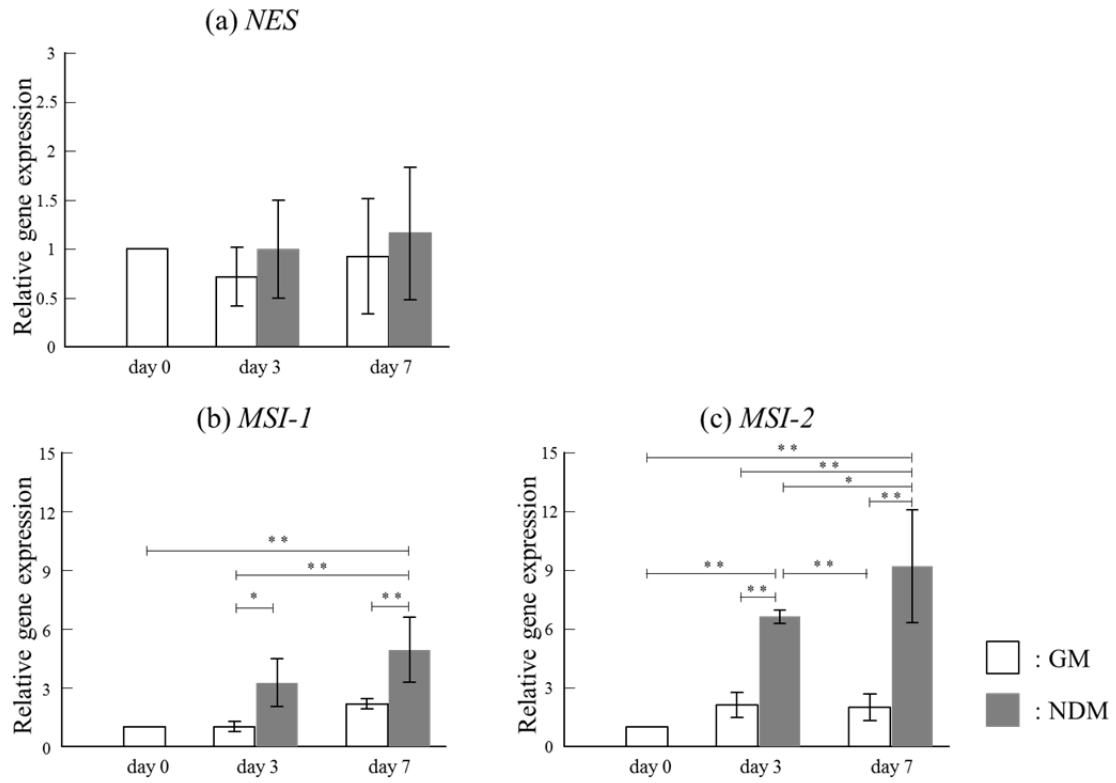 (a) NES
Relative gene expression
3
2.5
2
1.5
1
0.5
0
day 0
day 3
day 7
(b) MSI-1
Relative gene expression
15
12
9
6
3
0
**
**
*
**
day 0
day 3
day 7
(c) MSI-2
Relative gene expression
15
12
9
6
3
0
**
**
*
**
**
**
**
day 0
day 3
day 7
: GM
: NDM